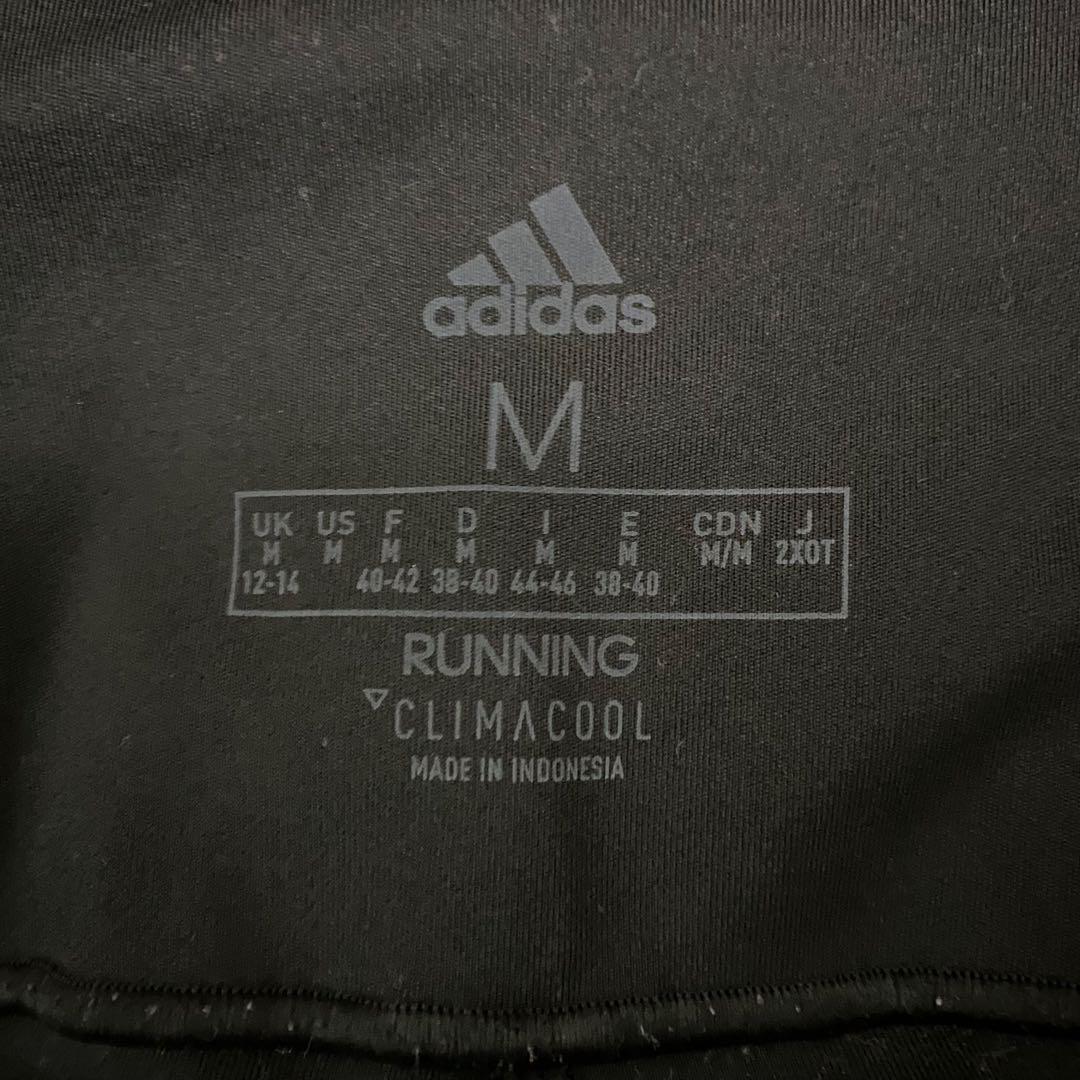 adidas
M
UK US F D I E CDN J
M M M M M M M/M 2XOT
12-14 40-42 38-40 44-46 38-40
RUNNING
CLIMACOOL
MADE IN INDONESIA